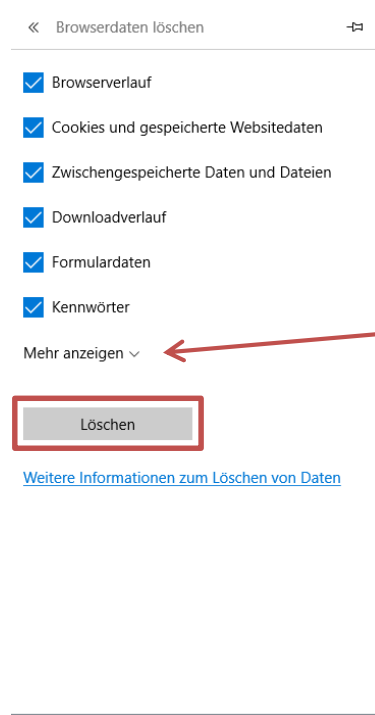 Browserdaten löschen
Browserverlauf
Cookies und gespeicherte Websitedaten
Zwischengespeicherte Daten und Dateien
Downloadverlauf
Formulardaten
Kennwörter
Mehr anzeigen
Löschen
Weitere Informationen zum Löschen von Daten